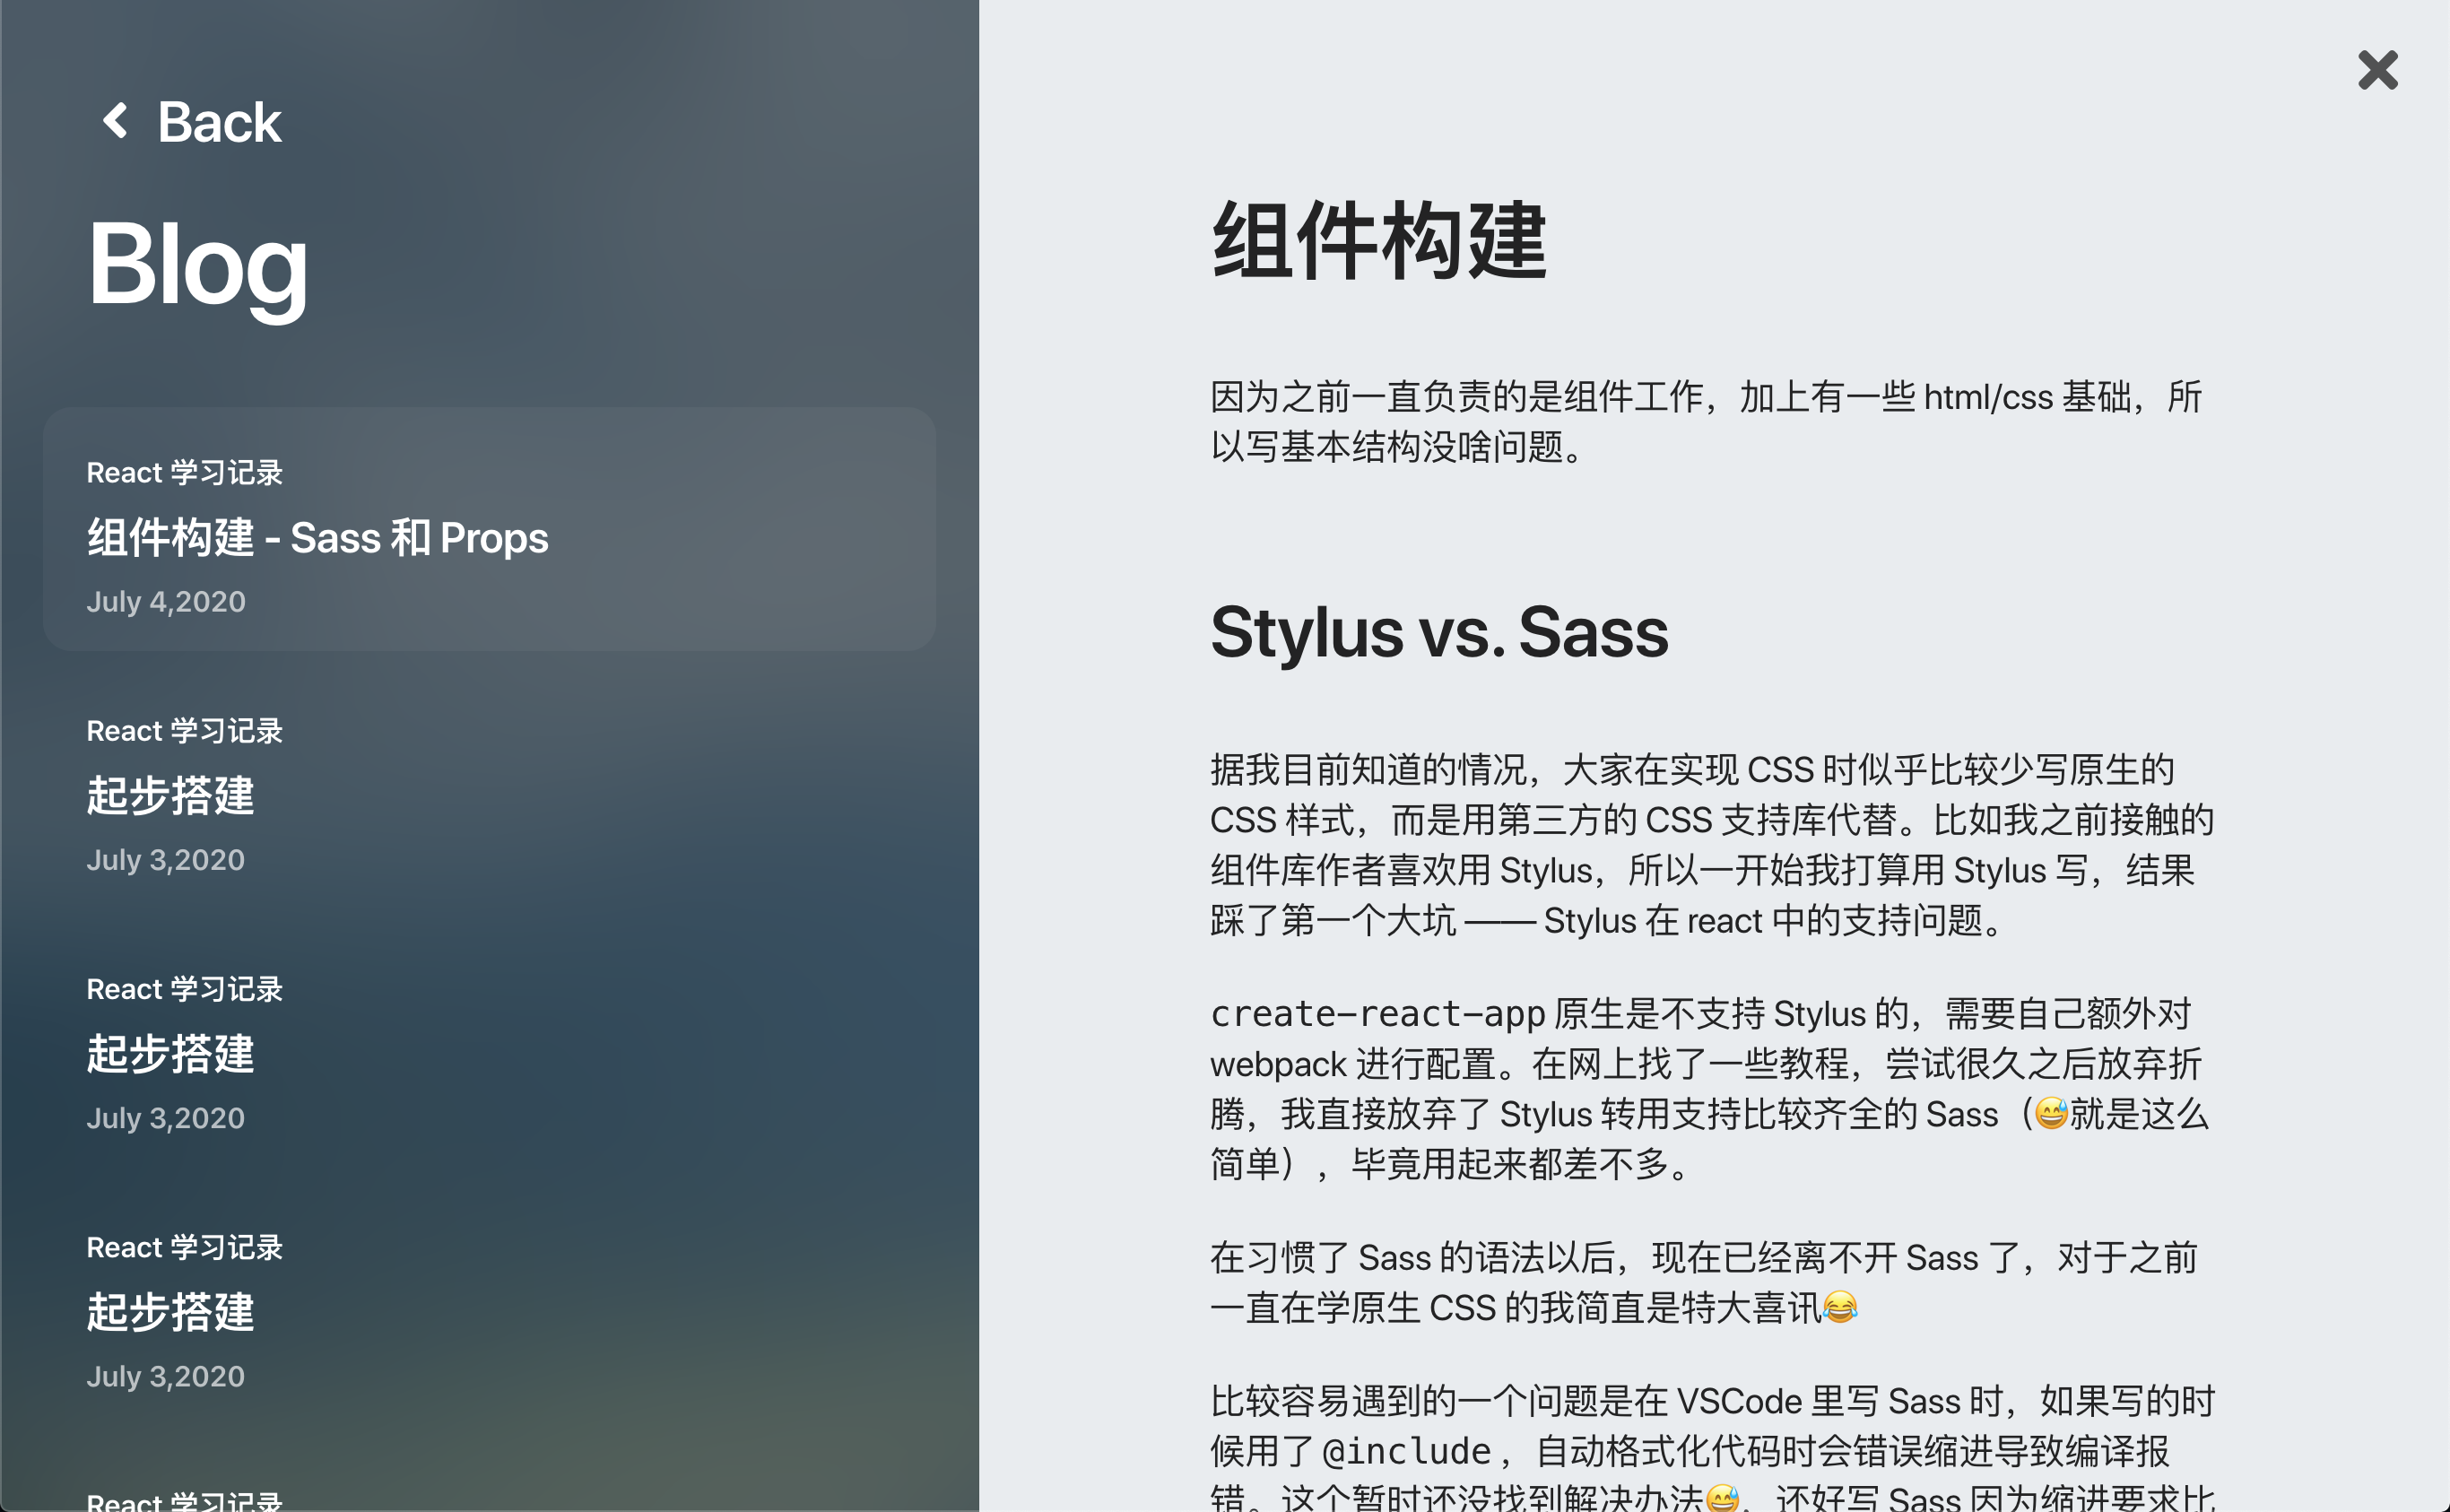 Back
Blog
React 学习记录
组件构建 - Sass 和 Props
July 4,2020
React 学习记录
起步搭建
July 3,2020
React 学习记录
起步搭建
July 3,2020
React 学习记录
起步搭建
July 3,2020
React 学习记录
组件构建
因为之前一直负责的是组件工作，加上有一些 html/css 基础，所
以写基本结构没啥问题。
Stylus vs. Sass
据我目前知道的情况，大家在实现 CSS 时似乎比较少写原生的
CSS 样式，而是用第三方的 CSS 支持库代替。比如我之前接触的
组件库作者喜欢用 Stylus，所以一开始我打算用 Stylus 写，结果
踩了第一个大坑 —— Stylus 在 react 中的支持问题。
create-react-app 原生是不支持 Stylus 的，需要自己额外对
webpack 进行配置。在网上找了一些教程，尝试很久之后放弃折
腾，我直接放弃了 Stylus 转用支持比较齐全的 Sass（😅就是这么
简单），毕竟用起来都差不多。
在习惯了 Sass 的语法以后，现在已经离不开 Sass 了，对于之前
一直在学原生 CSS 的我简直是特大喜讯😂
比较容易遇到的一个问题是在 VSCode 里写 Sass 时，如果写的时
候用了 @include ，自动格式化代码时会错误缩进导致编译报
错。这个暂时还没找到解决办法😅，还好写 Sass 因为缩进要求比